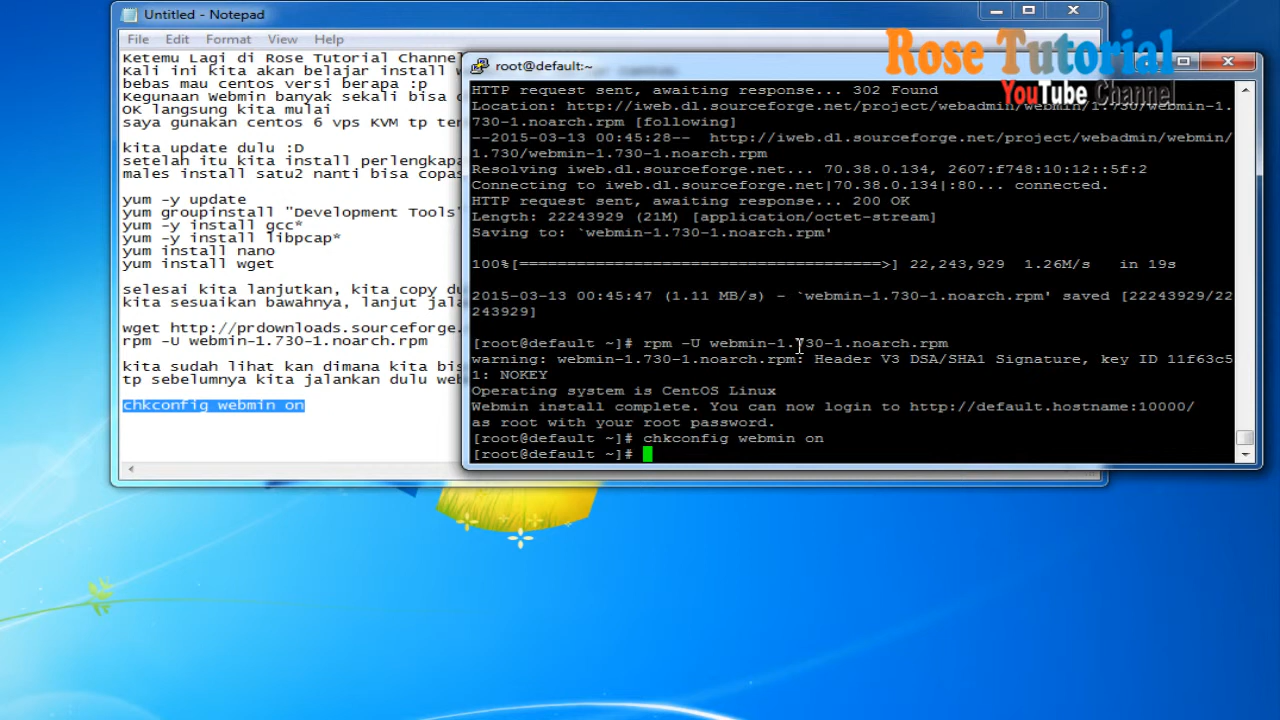 Untitled - Notepad
File Edit Format View Help
Ketemu Lagi di Rose Tutorial Channel
Kali ini kita akan belajar install
bebas mau centos versi berapa :p
Kegunaan Webmin banyak sekali bisa
OK langsung kita mulai
saya gunakan centos 6 vps KVM tp
kita update dulu :D
setelah itu kita install
males install satu2 nanti bisa
yum -y update
yum groupinstall "Development Tools"
yum -y install gcc*
yum -y install libpcap*
yum install nano
yum install wget
selesai kita lanjutkan, kita copy
kita sesuaikan bawahnya, lanjut
wget http://prdownloads.sourceforge.
rpm -U webmin-1.730-1.noarch.rpm
kita sudah lihat kan dimana kita
tp sebelumnya kita jalankan dulu
chkconfig webmin on
Rose Tutorial
YouTube Channel
root@default:~
HTTP request sent, awaiting response... 302 Found
Location: http://iweb.dl.sourceforge.net/project/webadmin/webmin/1.730/webmin-1.
730-1.noarch.rpm [following]
--2015-03-13 00:45:28-- http://iweb.dl.sourceforge.net/project/webadmin/webmin/
1.730/webmin-1.730-1.noarch.rpm
Resolving iweb.dl.sourceforge.net... 70.38.0.134, 2607:f748:10:12::5f:2
Connecting to iweb.dl.sourceforge.net|70.38.0.134|:80... connected.
HTTP request sent, awaiting response... 200 OK
Length: 22243929 (21M) [application/octet-stream]
Saving to: `webmin-1.730-1.noarch.rpm'
100%[======================================>] 22,243,929 1.26M/s in 19s
2015-03-13 00:45:47 (1.11 MB/s) - `webmin-1.730-1.noarch.rpm' saved [22243929/22
243929]
[root@default ~]# rpm -U webmin-1.730-1.noarch.rpm
warning: webmin-1.730-1.noarch.rpm: Header V3 DSA/SHA1 Signature, key ID 11f63c5
1: NOKEY
Operating system is CentOS Linux
Webmin install complete. You can now login to http://default.hostname:10000/
as root with your root password.
[root@default ~]# chkconfig webmin on
[root@default ~]#